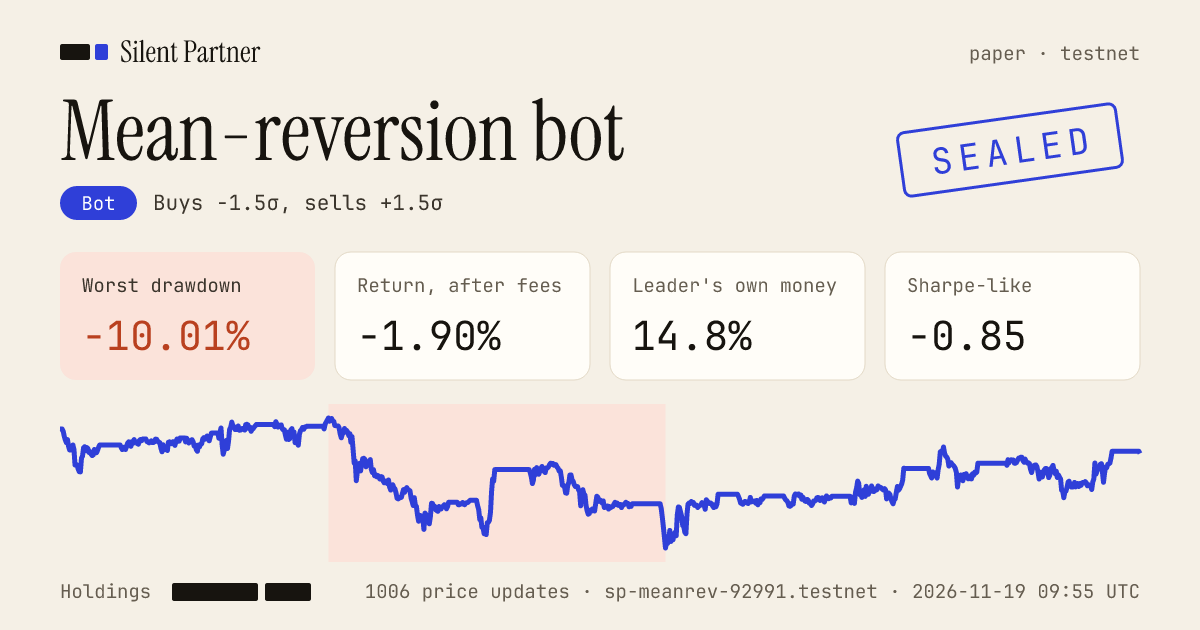 Silent Partner
paper · testnet
Mean-reversion bot
SEALED
Bot
Buys -1.5σ, sells +1.5σ
Worst drawdown
-10.01%
Return, after fees
-1.90%
Leader's own money
14.8%
Sharpe-like
-0.85
Holdings
1006 price updates · sp-meanrev-92991.testnet · 2026-11-19 09:55 UTC